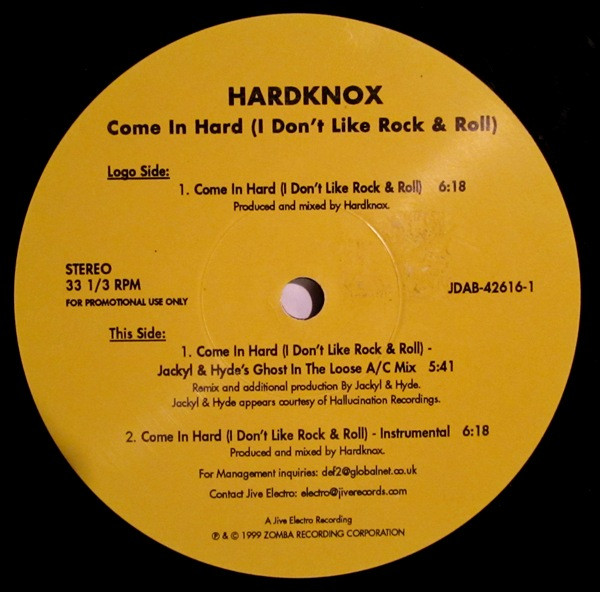 HARDKNOX
Come In Hard (I Don't Like Rock & Roll)
Logo Side:
1. Come In Hard (I Don't Like Rock & Roll) 6:18
Produced and mixed by Hardknox.
STEREO
33 1/3 RPM
FOR PROMOTIONAL USE ONLY
JDAB-42616-1
This Side:
1. Come In Hard (I Don't Like Rock & Roll) -
Jackyl & Hyde's Ghost In The Loose A/C Mix 5:41
Remix and additional production By Jackyl & Hyde.
Jackyl & Hyde appears courtesy of Hallucination Recordings.
2. Come In Hard (I Don't Like Rock & Roll) - Instrumental 6:18
Produced and mixed by Hardknox.
For Management inquiries: def2@globalnet.co.uk
Contact Jive Electro: electro@jiverecords.com
A Jive Electro Recording
℗ & © 1999 ZOMBA RECORDING CORPORATION